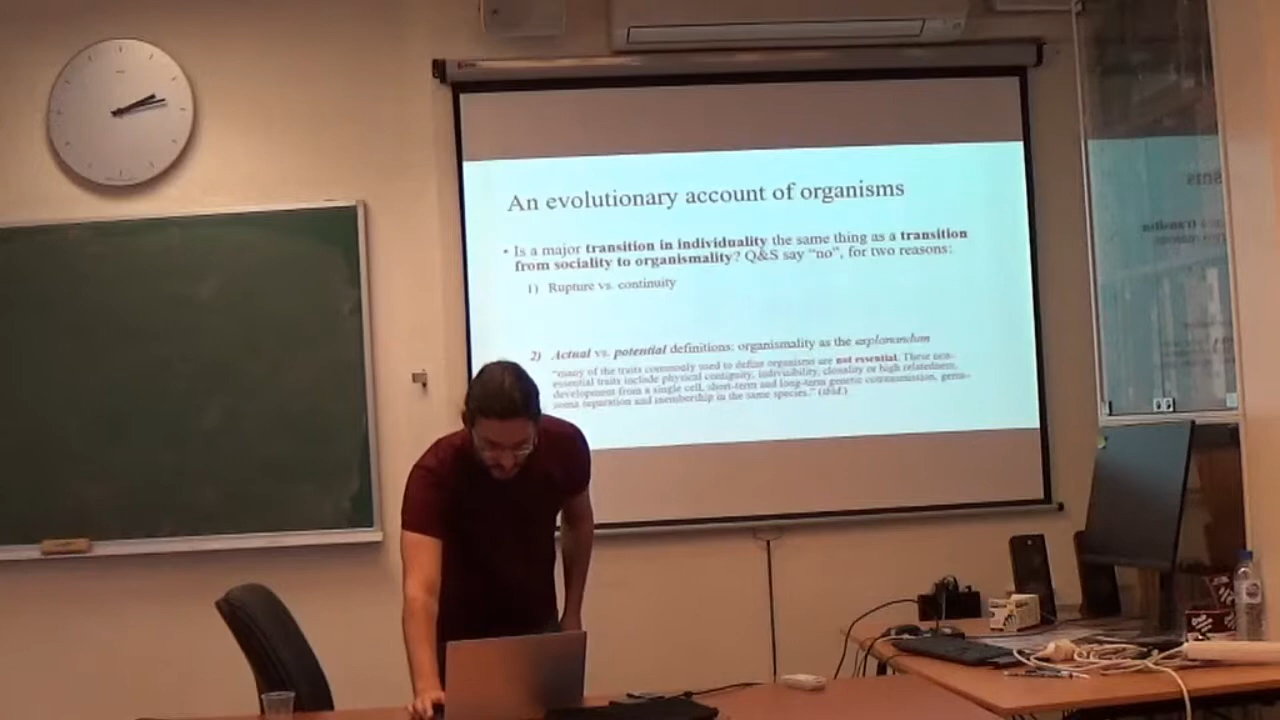 An evolutionary account of organisms
• Is a major transition in individuality the same thing as a transition
from sociality to organismality? Q&S say “no”, for two reasons:
1) Rupture vs. continuity
2) Actual vs. potential definitions: organismality as the explanandum
“many of the traits commonly used to define organisms are not essential. These non-
essential traits include physical contiguity, indivisibility, clonality or high relatedness,
development from a single cell, short-term and long-term genetic cotransmission, germ-
soma separation and membership in the same species.” (ibid.)